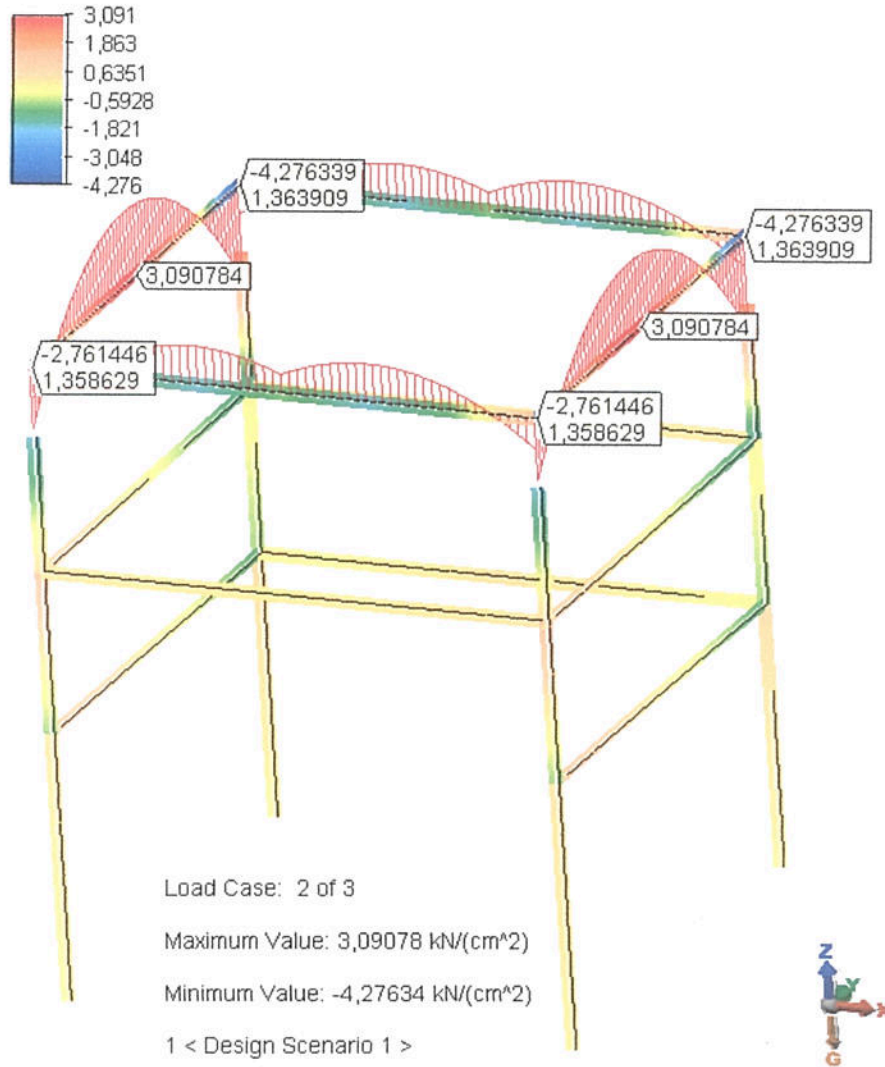 3,091
1,863
0,6351
-0,5928
-1,821
-3,048
-4,276
-4,276339
1,363909
-4,276339
1,363909
3,090784
3,090784
-2,761446
1,358629
-2,761446
1,358629
Load Case: 2 of 3
Maximum Value: 3,09078 kN/(cm^2)
Minimum Value: -4,27634 kN/(cm^2)
1 < Design Scenario 1 >
Z
Y
X
G